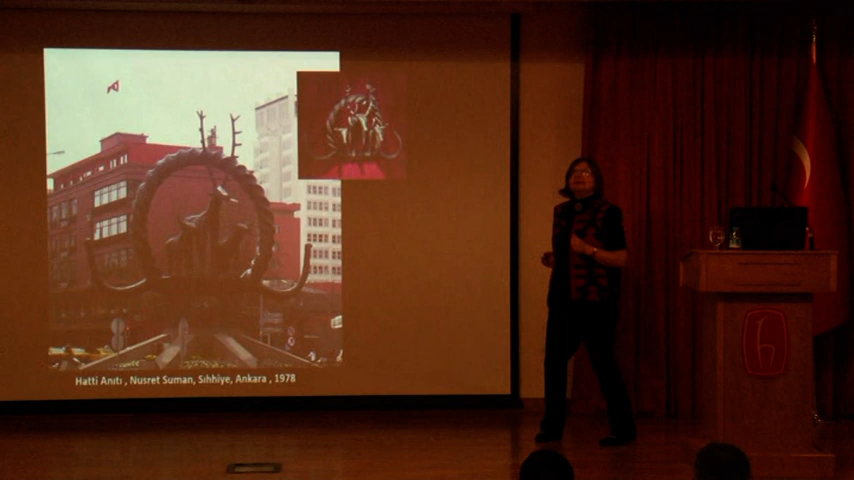 Hatti Anıtı , Nusret Suman, Sıhhiye, Ankara , 1978